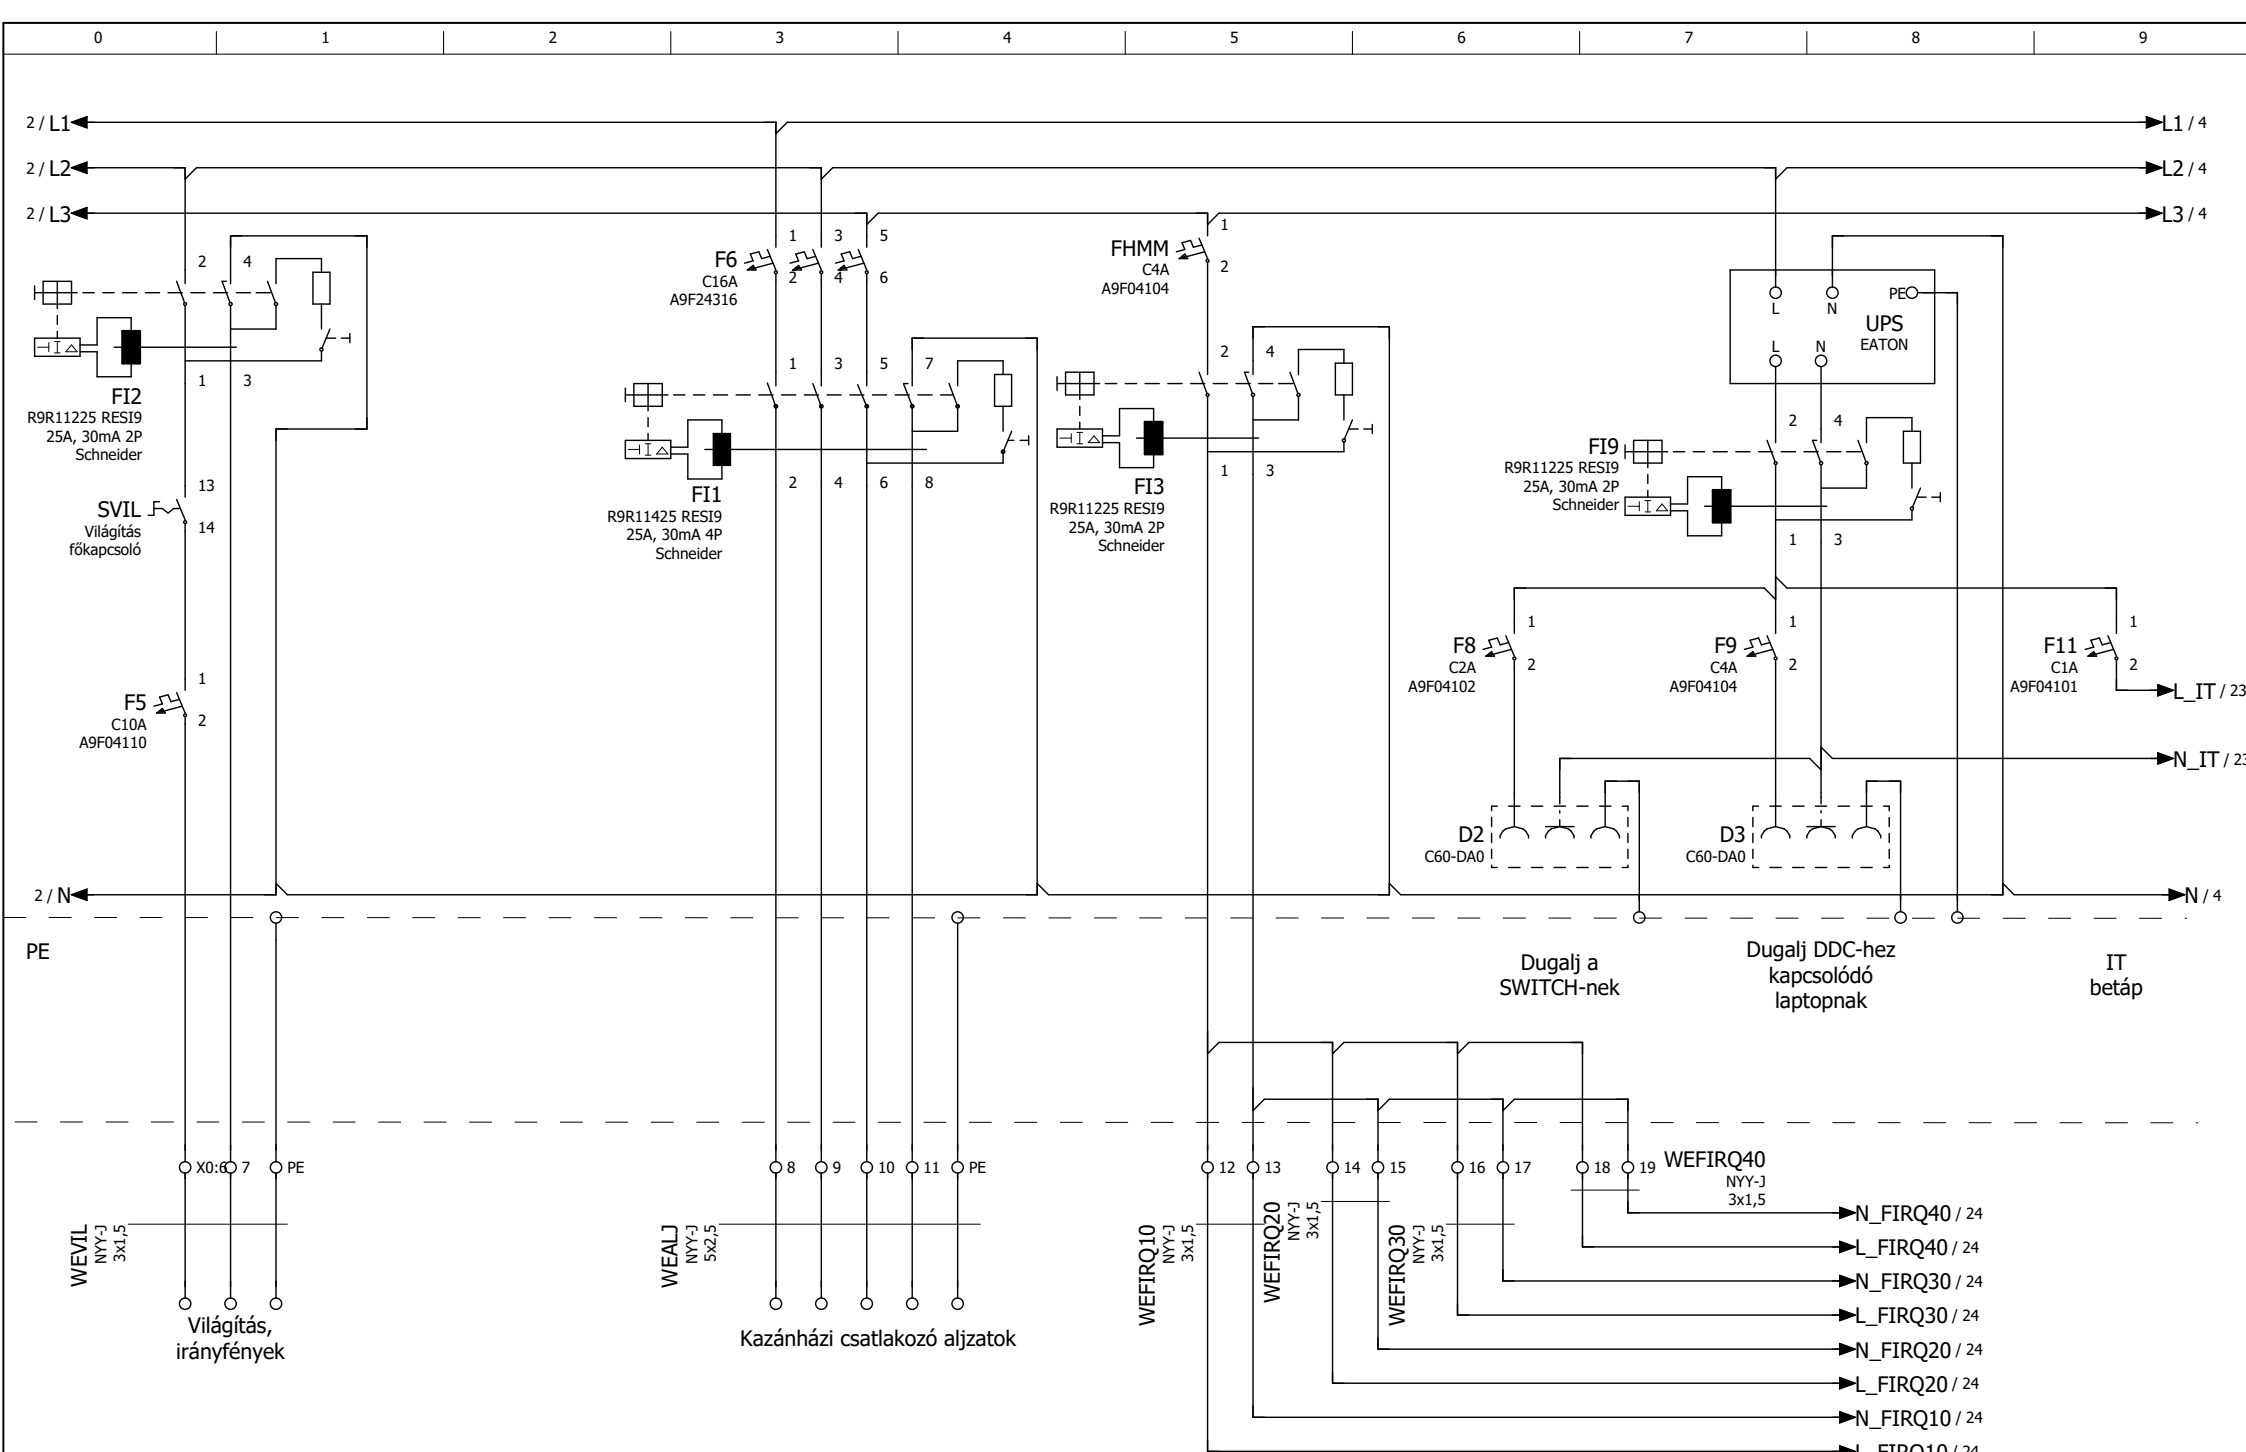 0 1 2 3 4 5 6 7 8 9
2 / L1
L1 / 4
2 / L2
L2 / 4
2 / L3
L3 / 4
2 4
FI2
R9R11225 RESI9
25A, 30mA 2P
Schneider
1 3
13
SVIL
Világítás
főkapcsoló
14
1
F5
C10A
A9F04110
2
1 3 5
F6
C16A
A9F24316
2 4 6
1 3 5 7
FI1
R9R11425 RESI9
25A, 30mA 4P
Schneider
2 4 6 8
1
FHMM
C4A
A9F04104
2
2 4
FI3
R9R11225 RESI9
25A, 30mA 2P
Schneider
1 3
L N PE
UPS
EATON
L N
2 4
FI9
R9R11225 RESI9
25A, 30mA 2P
Schneider
1 3
1
F8
C2A
A9F04102
2
1
F9
C4A
A9F04104
2
1
F11
C1A
A9F04101
2
L_IT / 23
N_IT / 23
D2
C60-DA0
D3
C60-DA0
2 / N
N / 4
PE
Dugalj a
SWITCH-nek
Dugalj DDC-hez
kapcsolódó
laptopnak
IT
betáp
X0:6 7 PE
8 9 10 11 PE
12 13 14 15 16 17 18 19
WEVIL
NYY-J
3x1,5
Világítás,
irányfények
WEALJ
NYY-J
5x2,5
Kazánházi csatlakozó aljzatok
WEFIRQ10
NYY-J
3x1,5
WEFIRQ20
NYY-J
3x1,5
WEFIRQ30
NYY-J
3x1,5
WEFIRQ40
NYY-J
3x1,5
N_FIRQ40 / 24
L_FIRQ40 / 24
N_FIRQ30 / 24
L_FIRQ30 / 24
N_FIRQ20 / 24
L_FIRQ20 / 24
N_FIRQ10 / 24
L_FIRQ10 / 24